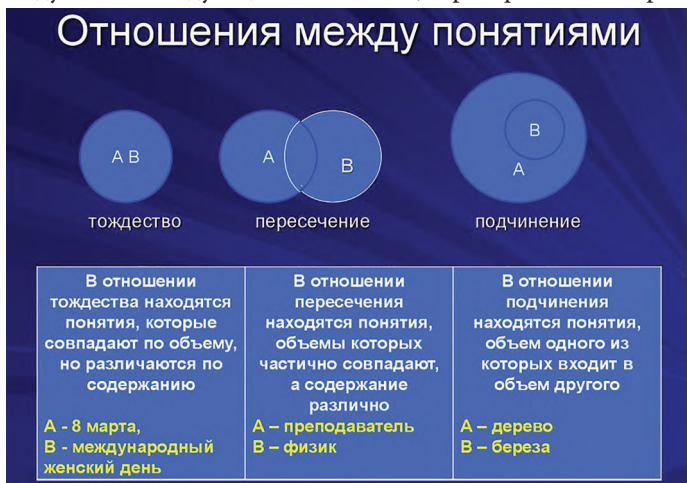 Отношения между понятиями
А В
А
В
В
А
тождество
пересечение
подчинение
В отношении
тождества находятся
понятия, которые
совпадают по объему,
но различаются по
содержанию
А - 8 марта,
В - международный
женский день
В отношении
пересечения
находятся понятия,
объемы которых
частично совпадают,
а содержание
различно
А – преподаватель
В – физик
В отношении
подчинения
находятся понятия,
объем одного из
которых входит в
объем другого
А – дерево
В – береза